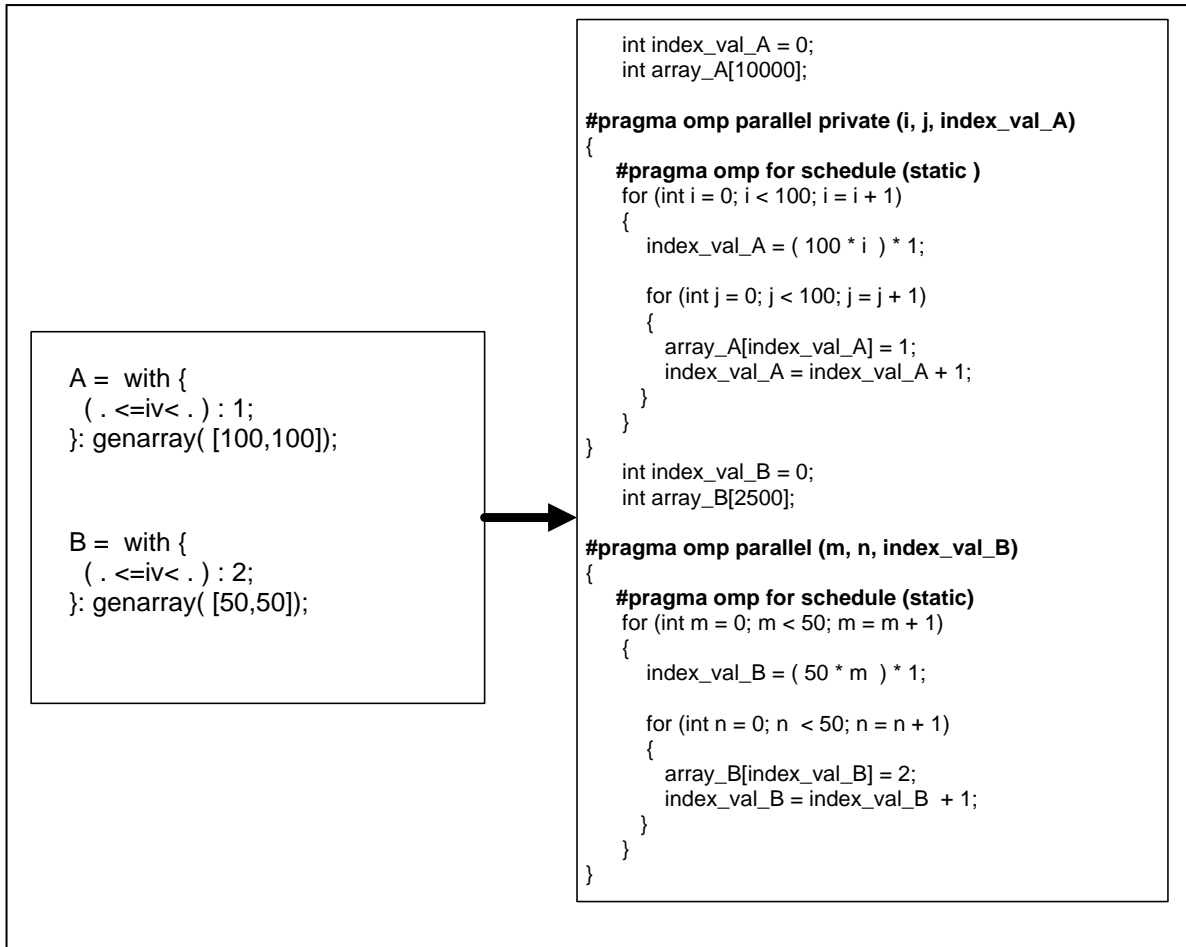 A = with {
( . <=iv< . ) : 1;
}: genarray( [100,100]);
B = with {
( . <=iv< . ) : 2;
}: genarray( [50,50]);
int index_val_A = 0;
int array_A[10000];
#pragma omp parallel private (i, j, index_val_A)
{
#pragma omp for schedule (static )
for (int i = 0; i < 100; i = i + 1)
{
index_val_A = ( 100 * i ) * 1;
for (int j = 0; j < 100; j = j + 1)
{
array_A[index_val_A] = 1;
index_val_A = index_val_A + 1;
}
}
}
int index_val_B = 0;
int array_B[2500];
#pragma omp parallel (m, n, index_val_B)
{
#pragma omp for schedule (static)
for (int m = 0; m < 50; m = m + 1)
{
index_val_B = ( 50 * m ) * 1;
for (int n = 0; n < 50; n = n + 1)
{
array_B[index_val_B] = 2;
index_val_B = index_val_B + 1;
}
}
}